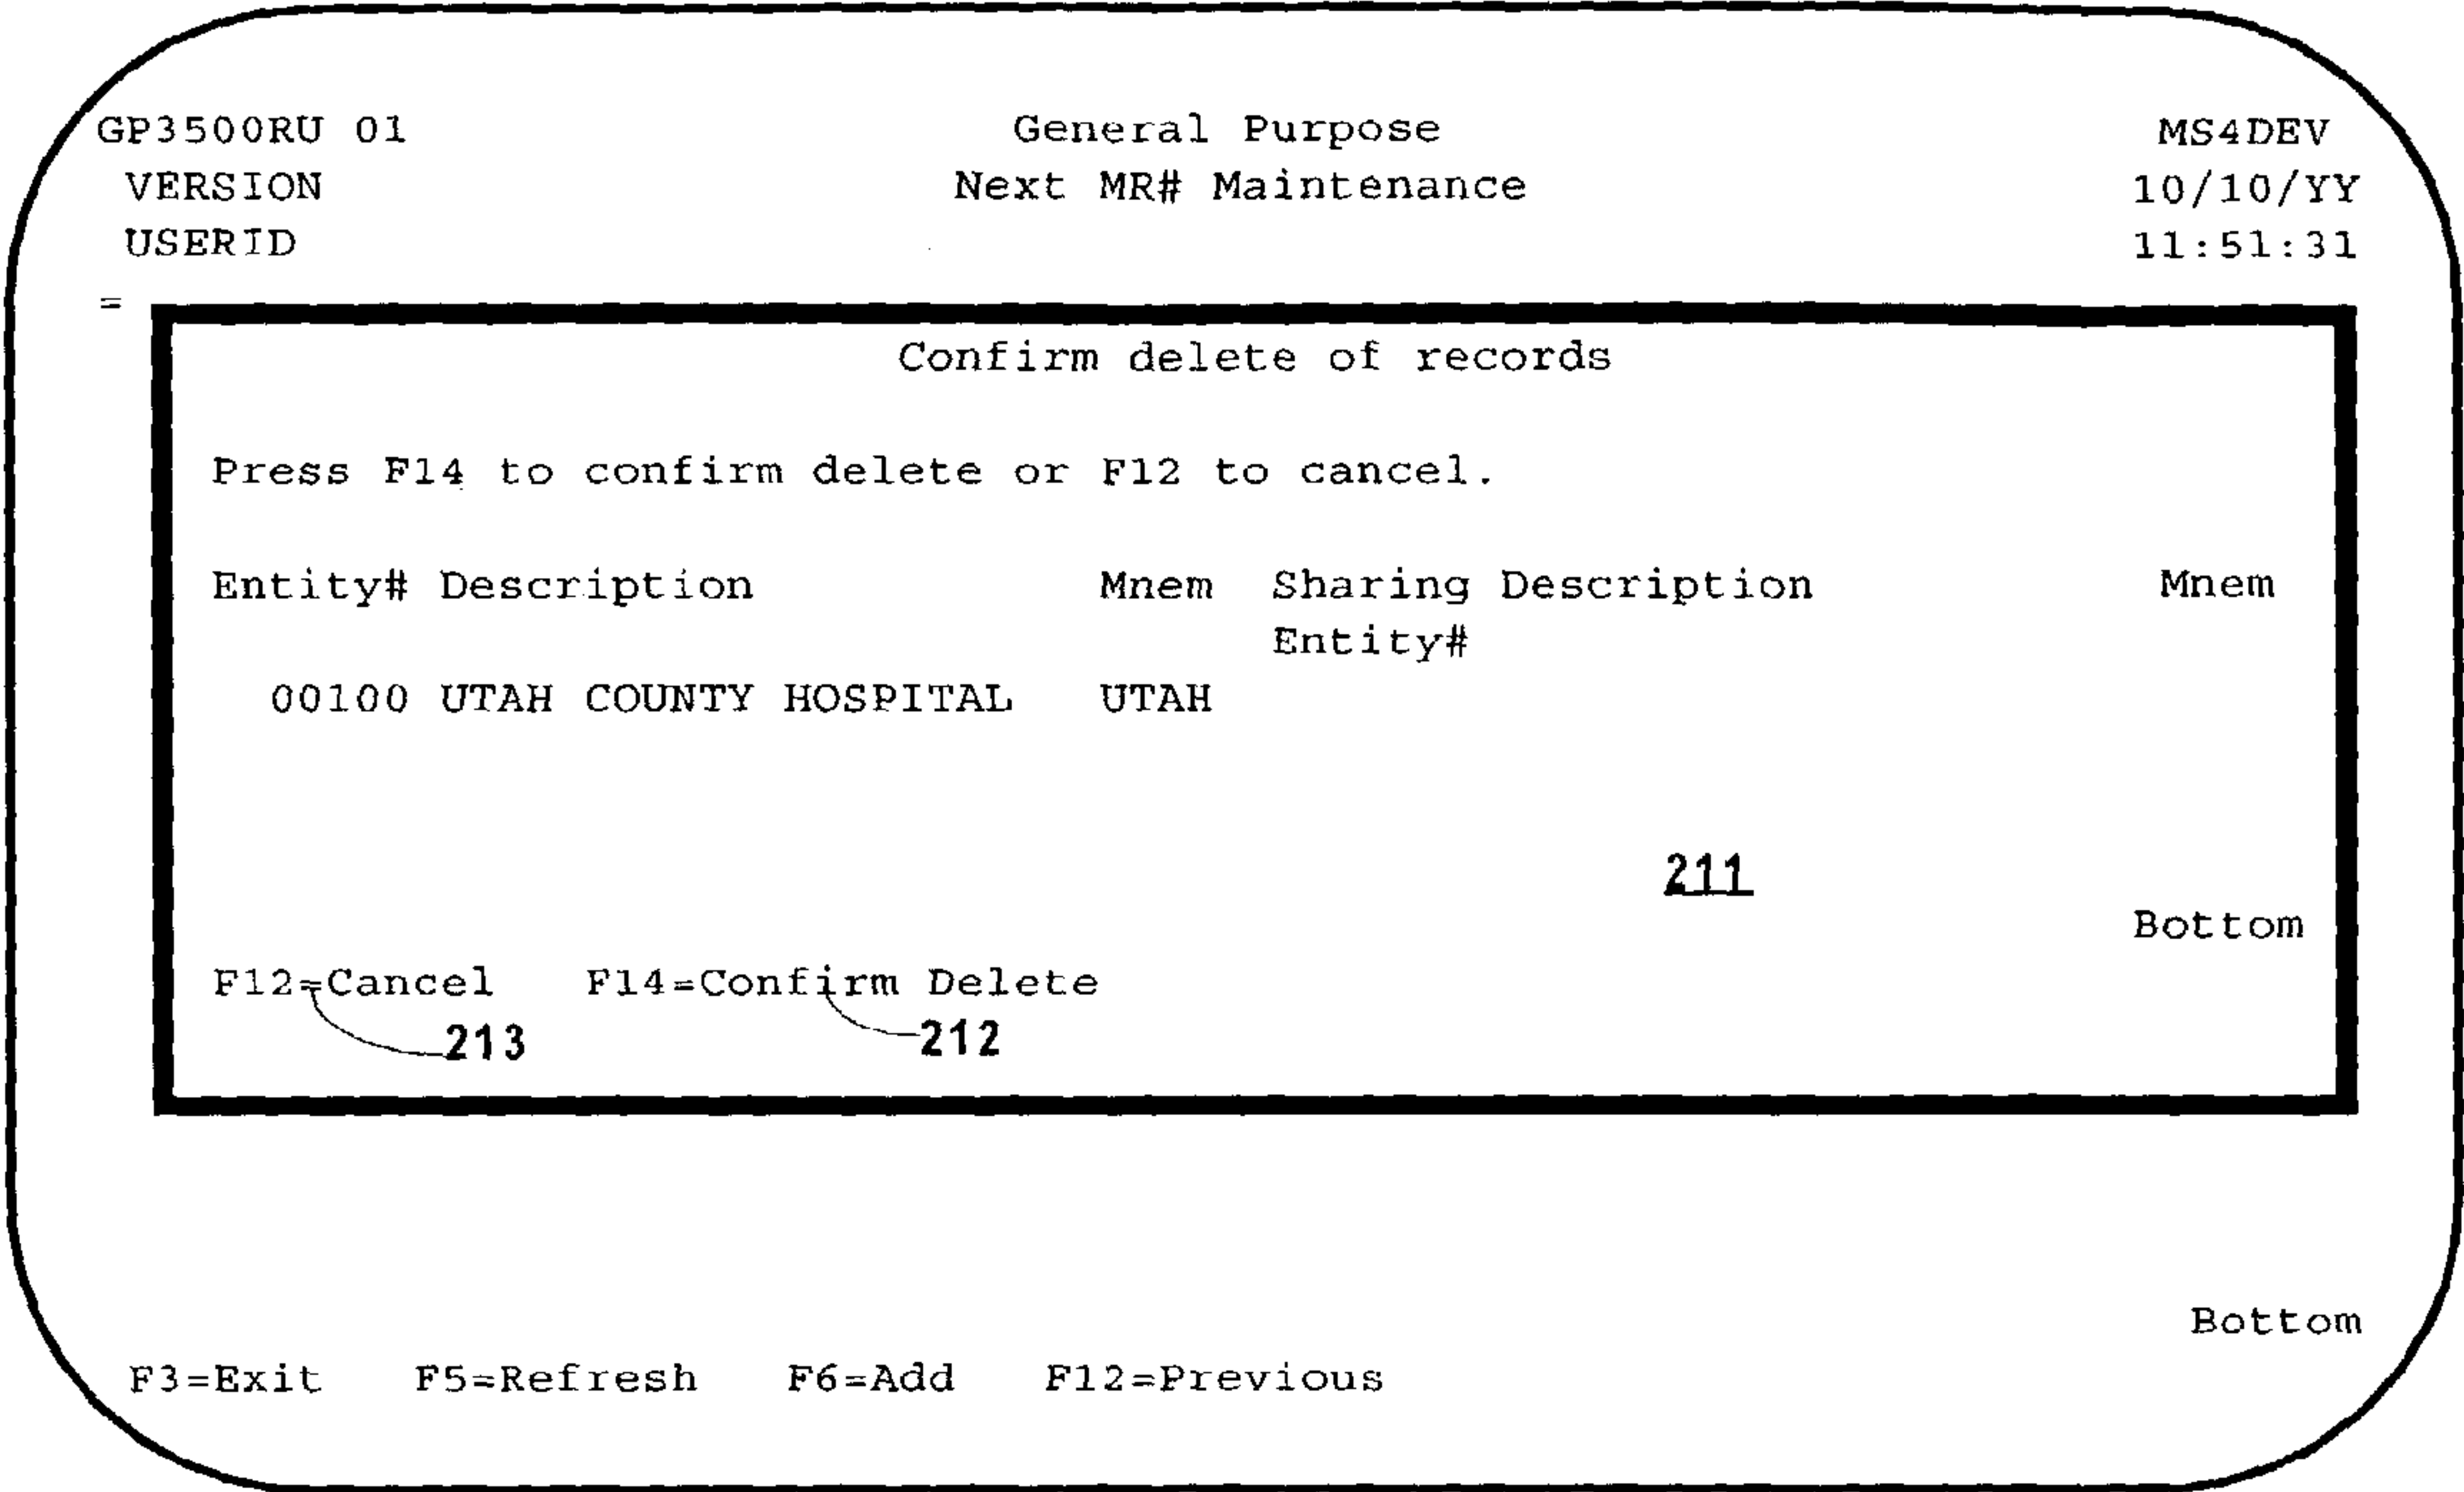 GP3500RU 01 General Purpose MS4DEV
VERSION Next MR# Maintenance 10/10/YY
USERID 11:51:31
=
Confirm delete of records
Press F14 to confirm delete or F12 to cancel.
Entity# Description Mnem Sharing Description Mnem
Entity#
00100 UTAH COUNTY HOSPITAL UTAH
211
Bottom
F12=Cancel F14=Confirm Delete
213 212
Bottom
F3=Exit F5=Refresh F6=Add F12=Previous